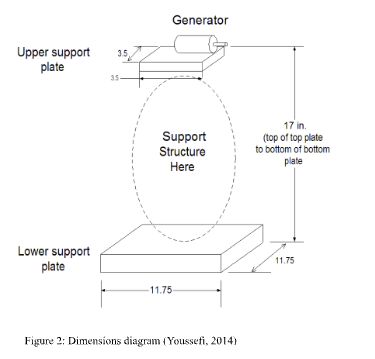 Generator
Upper support
plate
3.5
3.5
17 in.
(top of top plate
to bottom of bottom
plate
Support
Structure
Here
Lower support
plate
11.75
11.75
Figure 2: Dimensions diagram (Youssefi, 2014)